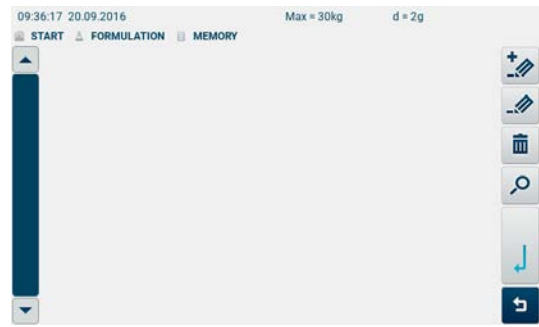 09:36:17 20.09.2016 Max = 30kg d = 2g
START FORMULATION MEMORY